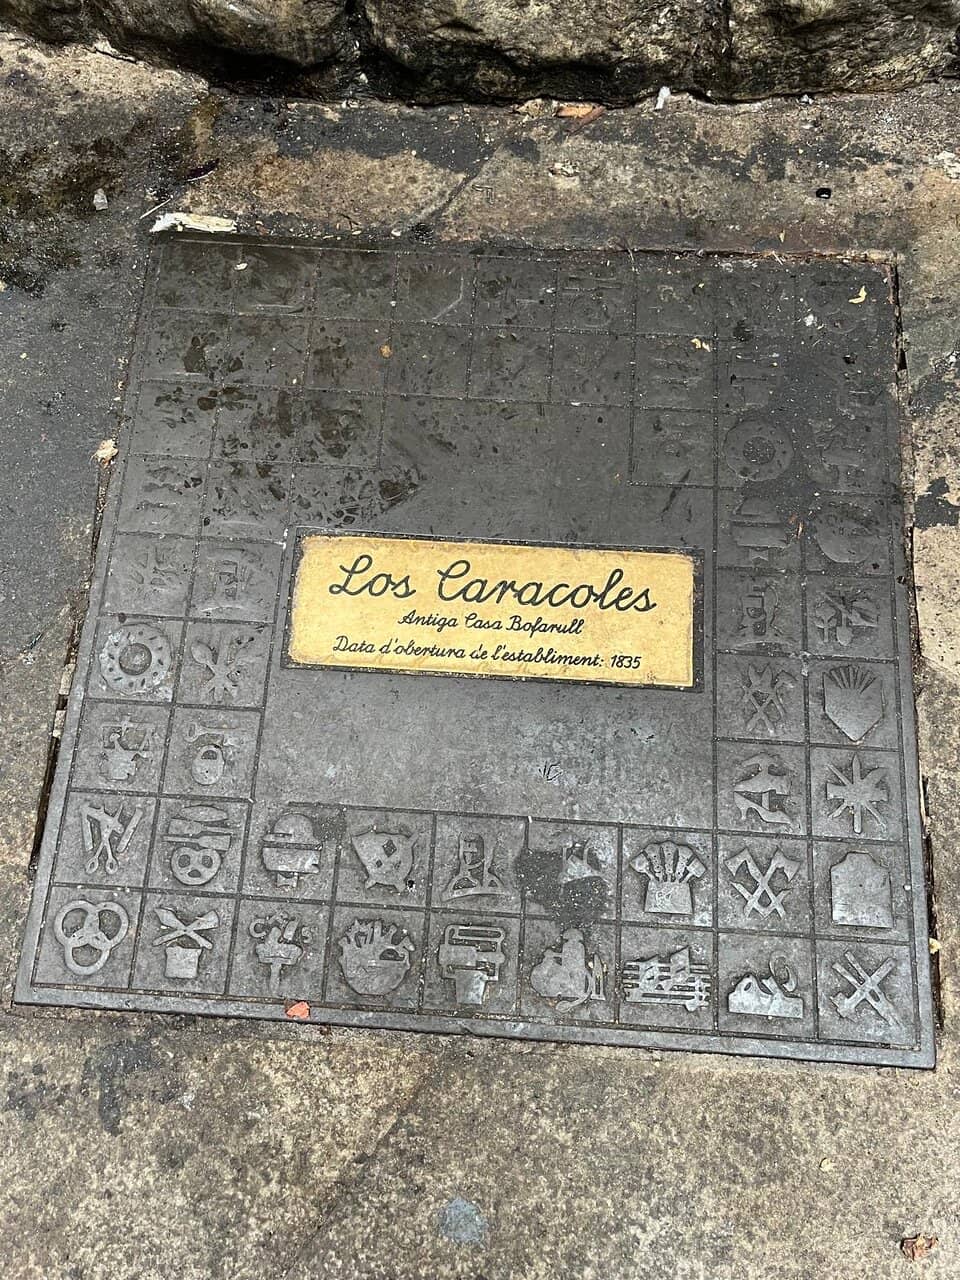 Los Caracoles
Antiga Casa Bofarull
Data d'obertura de l'establiment: 1835